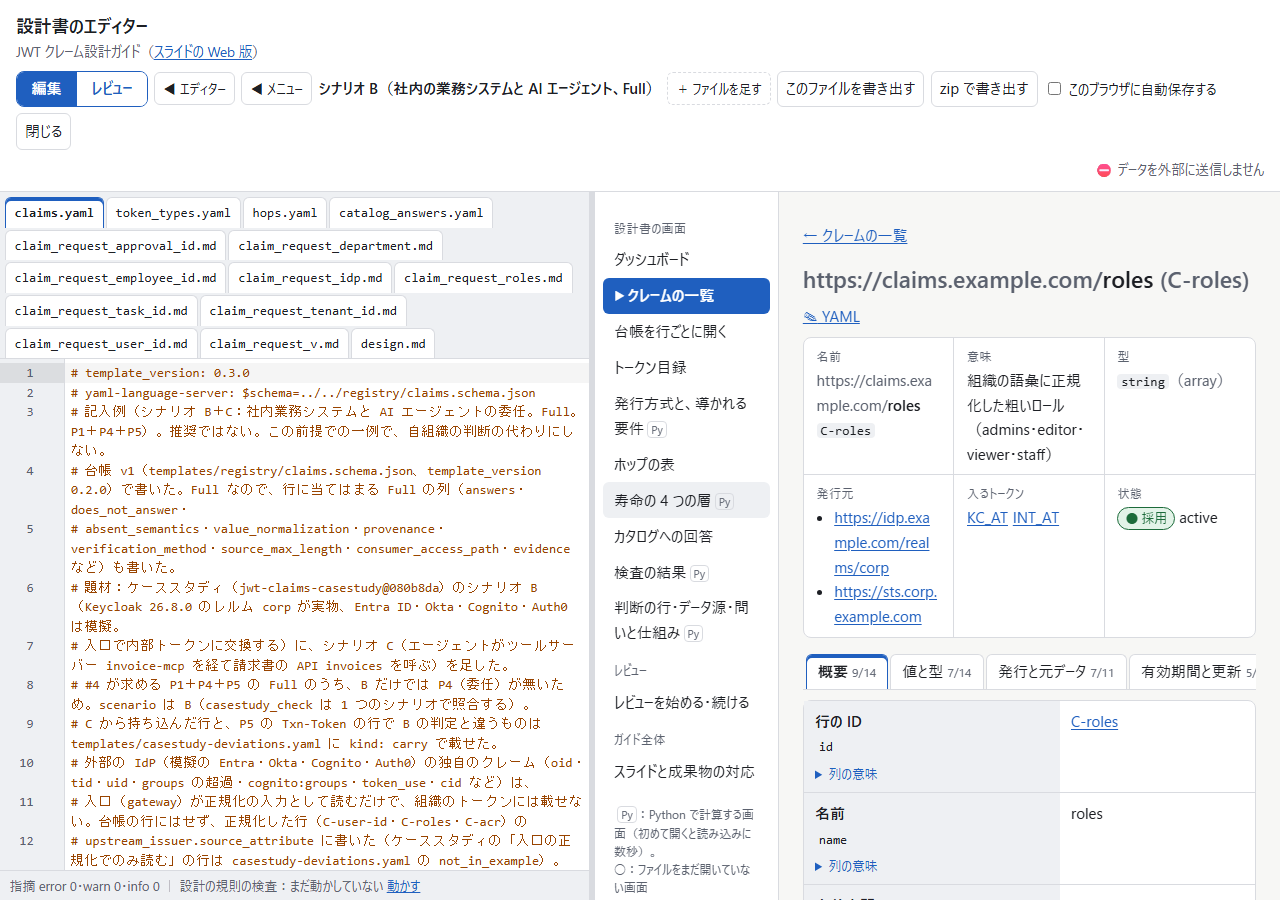 設計書のエディター
JWT クレーム設計ガイド（スライドの Web 版）
編集 レビュー ◀ エディター ◀ メニュー シナリオ B（社内の業務システムと AI エージェント、Full） ＋ ファイルを足す このファイルを書き出す zip で書き出す このブラウザに自動保存する
閉じる
⛔ データを外部に送信しません
claims.yaml token_types.yaml hops.yaml catalog_answers.yaml
claim_request_approval_id.md claim_request_department.md
claim_request_employee_id.md claim_request_idp.md claim_request_roles.md
claim_request_task_id.md claim_request_tenant_id.md
claim_request_user_id.md claim_request_v.md design.md
1 # template_version: 0.3.0
2 # yaml-language-server: $schema=../../registry/claims.schema.json
3 # 記入例（シナリオ B＋C：社内業務システムと AI エージェントの委任。Full。
P1＋P4＋P5）。推奨ではない。この前提での一例で、自組織の判断の代わりにし
ない。
4 # 台帳 v1（templates/registry/claims.schema.json、template_version
0.2.0）で書いた。Full なので、行に当てはまる Full の列（answers・
does_not_answer・
5 # absent_semantics・value_normalization・provenance・
verification_method・source_max_length・consumer_access_path・evidence
など）も書いた。
6 # 題材：ケーススタディ（jwt-claims-casestudy@080b8da）のシナリオ B
（Keycloak 26.8.0 のレルム corp が実物、Entra ID・Okta・Cognito・Auth0
は模擬。
7 # 入口で内部トークンに交換する）に、シナリオ C（エージェントがツールサー
バー invoice-mcp を経て請求書の API invoices を呼ぶ）を足した。
8 # #4 が求める P1＋P4＋P5 の Full のうち、B だけでは P4（委任）が無いた
め。scenario は B（casestudy_check は 1 つのシナリオで照合する）。
9 # C から持ち込んだ行と、P5 の Txn-Token の行で B の判定と違うものは
templates/casestudy-deviations.yaml に kind: carry で載せた。
10 # 外部の IdP（模擬の Entra・Okta・Cognito・Auth0）の独自のクレーム（oid・
tid・uid・groups の超過・cognito:groups・token_use・cid など）は、
11 # 入口（gateway）が正規化の入力として読むだけで、組織のトークンには載せな
い。台帳の行にはせず、正規化した行（C-user-id・C-roles・C-acr）の
12 # upstream_issuer.source_attribute に書いた（ケーススタディの「入口の正
規化でのみ読む」の行は casestudy-deviations.yaml の not_in_example）。
指摘 error 0・warn 0・info 0 ｜ 設計の規則の検査：まだ動かしていない 動かす
設計書の画面
ダッシュボード
▶ クレームの一覧
台帳を行ごとに開く
トークン目録
発行方式と、導かれる
要件 Py
ホップの表
寿命の 4 つの層 Py
カタログへの回答
検査の結果 Py
判断の行・データ源・問
いと仕組み Py
レビュー
レビューを始める・続ける
ガイド全体
スライドと成果物の対応
Py：Python で計算する画
面（初めて開くと読み込みに
数秒）。
○：ファイルをまだ開いていな
い画面
← クレームの一覧
https://claims.example.com/roles (C-roles)
✎ YAML
名前
https://claims.exa
mple.com/roles
C-roles
意味
組織の語彙に正規
化した粗いロール
（admins・editor・
viewer・staff）
型
string （array）
発行元
• https://idp.exa
mple.com/real
ms/corp
• https://sts.corp.
example.com
入るトークン
KC_AT INT_AT
状態
● 採用 active
概要 9/14 値と型 7/14 発行と元データ 7/11 有効期間と更新 5/
行の ID
id
▶ 列の意味
C-roles
名前
name
▶ 列の意味
roles